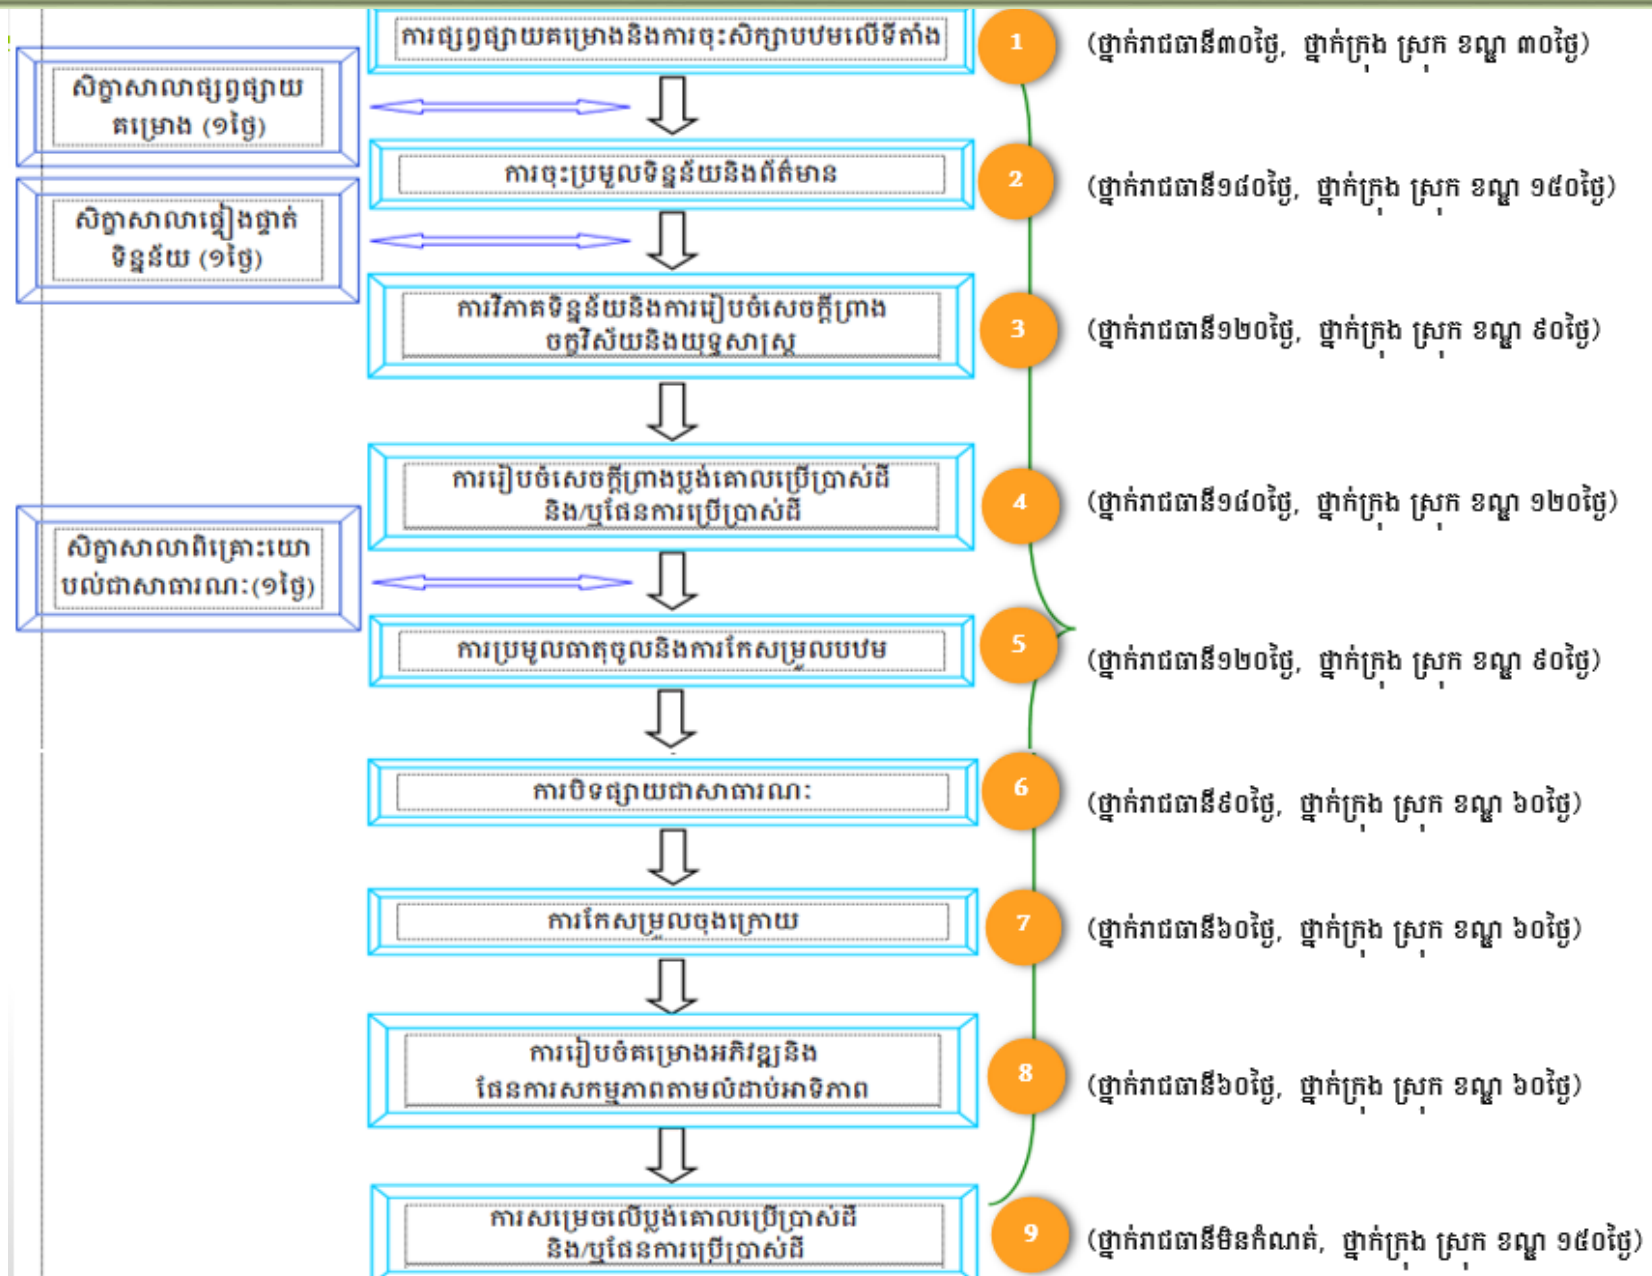 ការផ្សព្វផ្សាយគម្រោងនិងការចុះសិក្សាបឋមលើទីតាំង
1
(ថ្នាក់រាជធានី៣០ថ្ងៃ, ថ្នាក់ក្រុង ស្រុក ខណ្ឌ ៣០ថ្ងៃ)
សិក្ខាសាលាផ្សព្វផ្សាយ
គម្រោង (១ថ្ងៃ)
ការចុះប្រមូលទិន្នន័យនិងព័ត៌មាន
2
(ថ្នាក់រាជធានី១៨០ថ្ងៃ, ថ្នាក់ក្រុង ស្រុក ខណ្ឌ ១៥០ថ្ងៃ)
សិក្ខាសាលាផ្ទៀងផ្ទាត់
ទិន្នន័យ (១ថ្ងៃ)
ការវិភាគទិន្នន័យនិងការរៀបចំសេចក្តីព្រាង
ចក្ខុវិស័យនិងយុទ្ធសាស្រ្ត
3
(ថ្នាក់រាជធានី១២០ថ្ងៃ, ថ្នាក់ក្រុង ស្រុក ខណ្ឌ ៩០ថ្ងៃ)
ការរៀបចំសេចក្តីព្រាងប្លង់គោលប្រើប្រាស់ដី
និង/ឬផែនការប្រើប្រាស់ដី
4
(ថ្នាក់រាជធានី១៨០ថ្ងៃ, ថ្នាក់ក្រុង ស្រុក ខណ្ឌ ១២០ថ្ងៃ)
សិក្ខាសាលាពិគ្រោះយោ
បល់ជាសាធារណៈ(១ថ្ងៃ)
ការប្រមូលធាតុចូលនិងការកែសម្រួលបឋម
5
(ថ្នាក់រាជធានី១២០ថ្ងៃ, ថ្នាក់ក្រុង ស្រុក ខណ្ឌ ៩០ថ្ងៃ)
ការបិទផ្សាយជាសាធារណៈ
6
(ថ្នាក់រាជធានី៩០ថ្ងៃ, ថ្នាក់ក្រុង ស្រុក ខណ្ឌ ៦០ថ្ងៃ)
ការកែសម្រួលចុងក្រោយ
7
(ថ្នាក់រាជធានី៦០ថ្ងៃ, ថ្នាក់ក្រុង ស្រុក ខណ្ឌ ៦០ថ្ងៃ)
ការរៀបចំគម្រោងអភិវឌ្ឍនិង
ផែនការសកម្មភាពតាមលំដាប់អាទិភាព
8
(ថ្នាក់រាជធានី៦០ថ្ងៃ, ថ្នាក់ក្រុង ស្រុក ខណ្ឌ ៦០ថ្ងៃ)
ការសម្រេចលើប្លង់គោលប្រើប្រាស់ដី
និង/ឬផែនការប្រើប្រាស់ដី
9
(ថ្នាក់រាជធានីមិនកំណត់, ថ្នាក់ក្រុង ស្រុក ខណ្ឌ ១៥០ថ្ងៃ)